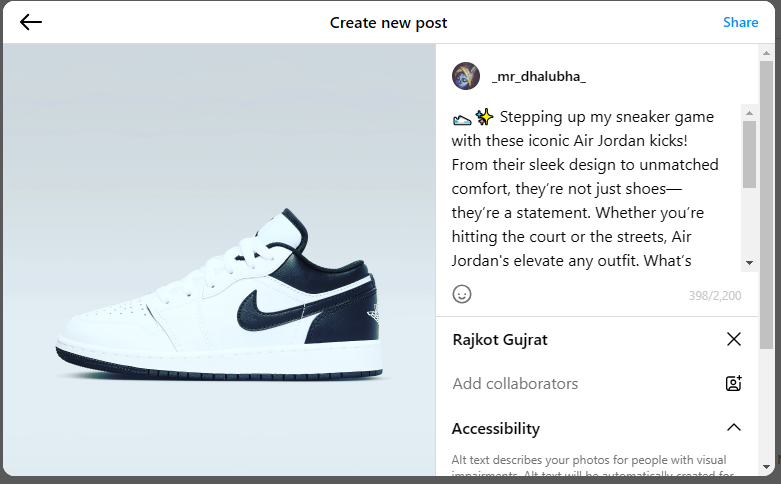 Create new post
Share
_mr_dhalubha_
👟✨ Stepping up my sneaker game
with these iconic Air Jordan kicks!
From their sleek design to unmatched
comfort, they’re not just shoes—
they’re a statement. Whether you’re
hitting the court or the streets, Air
Jordan's elevate any outfit. What’s
398/2,200
Rajkot Gujrat
Add collaborators
Accessibility
Alt text describes your photos for people with visual
impairments. Alt text will be automatically created for